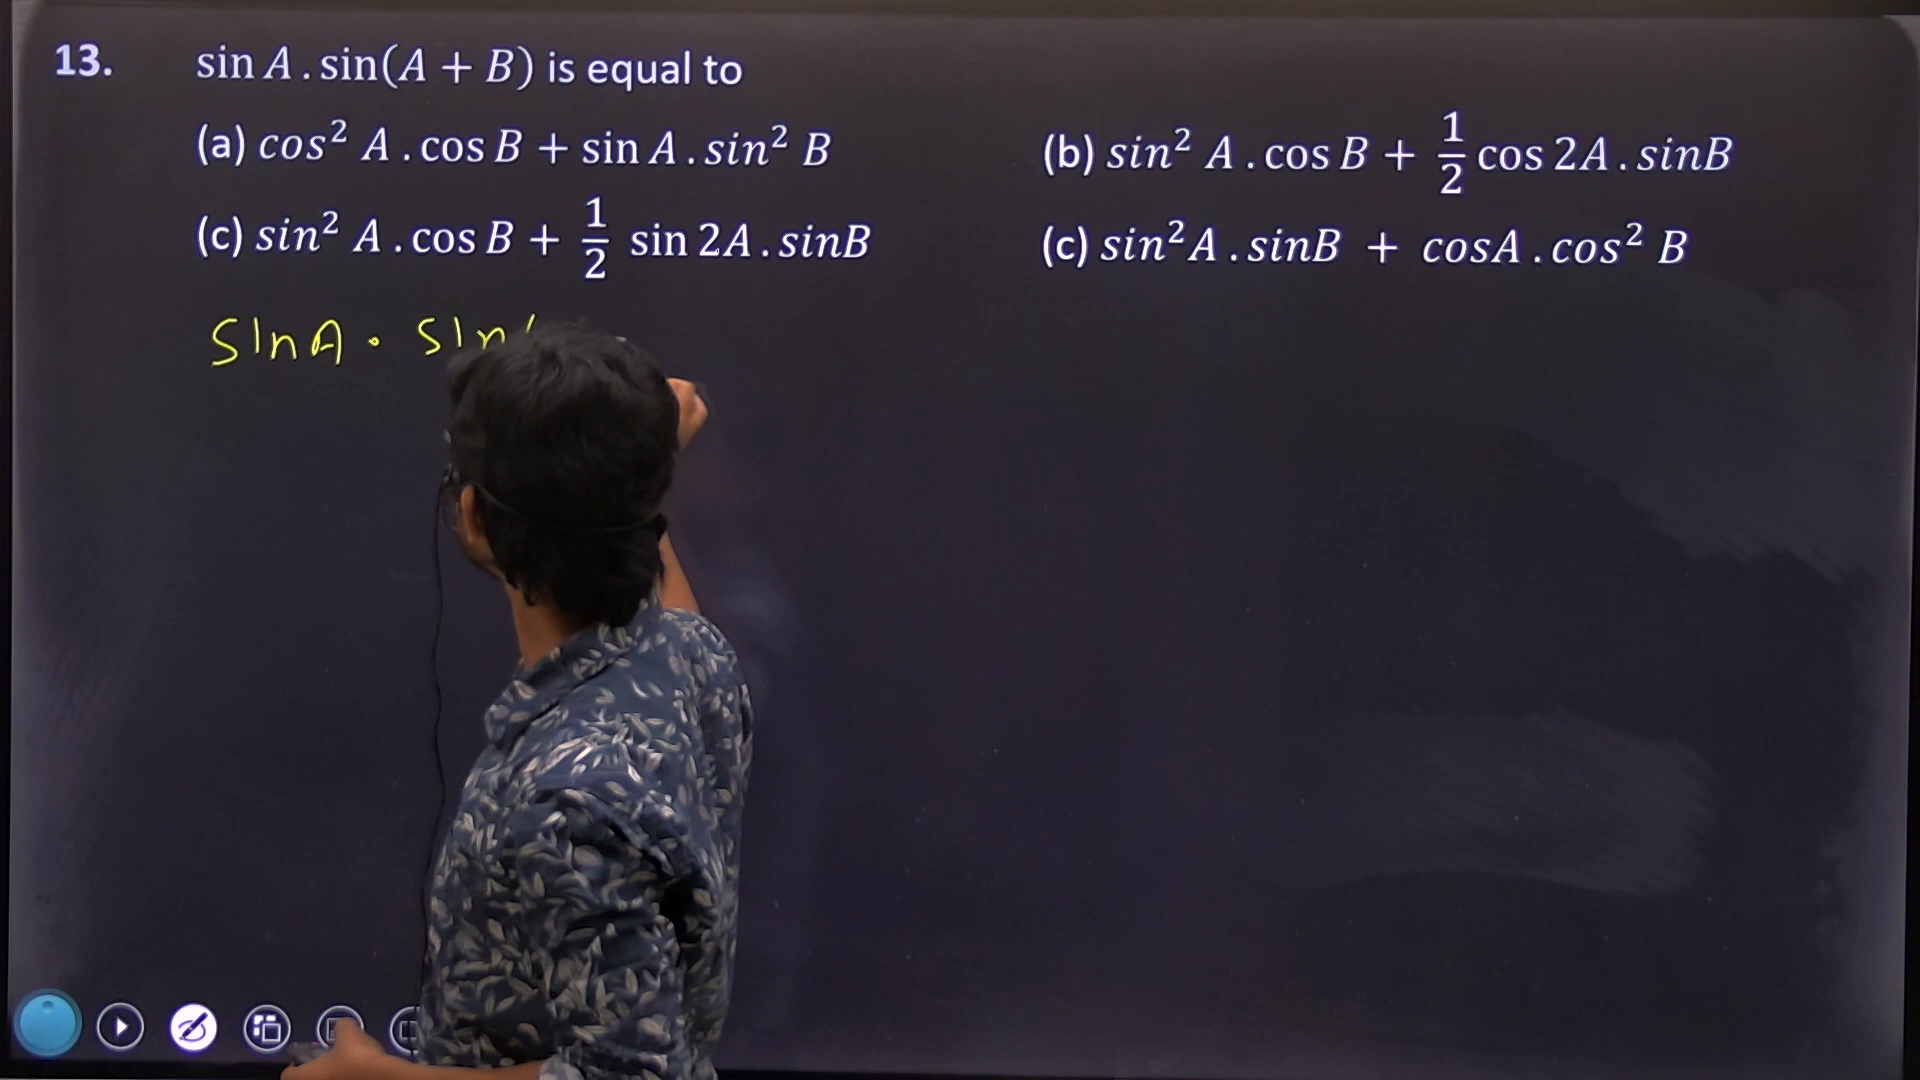 13. sin A . sin(A + B) is equal to
(a) cos² A . cos B + sin A . sin² B (b) sin² A . cos B + 1/2 cos 2A . sinB
(c) sin² A . cos B + 1/2 sin 2A . sinB (c) sin²A . sinB + cosA . cos² B
SinA . Sin(